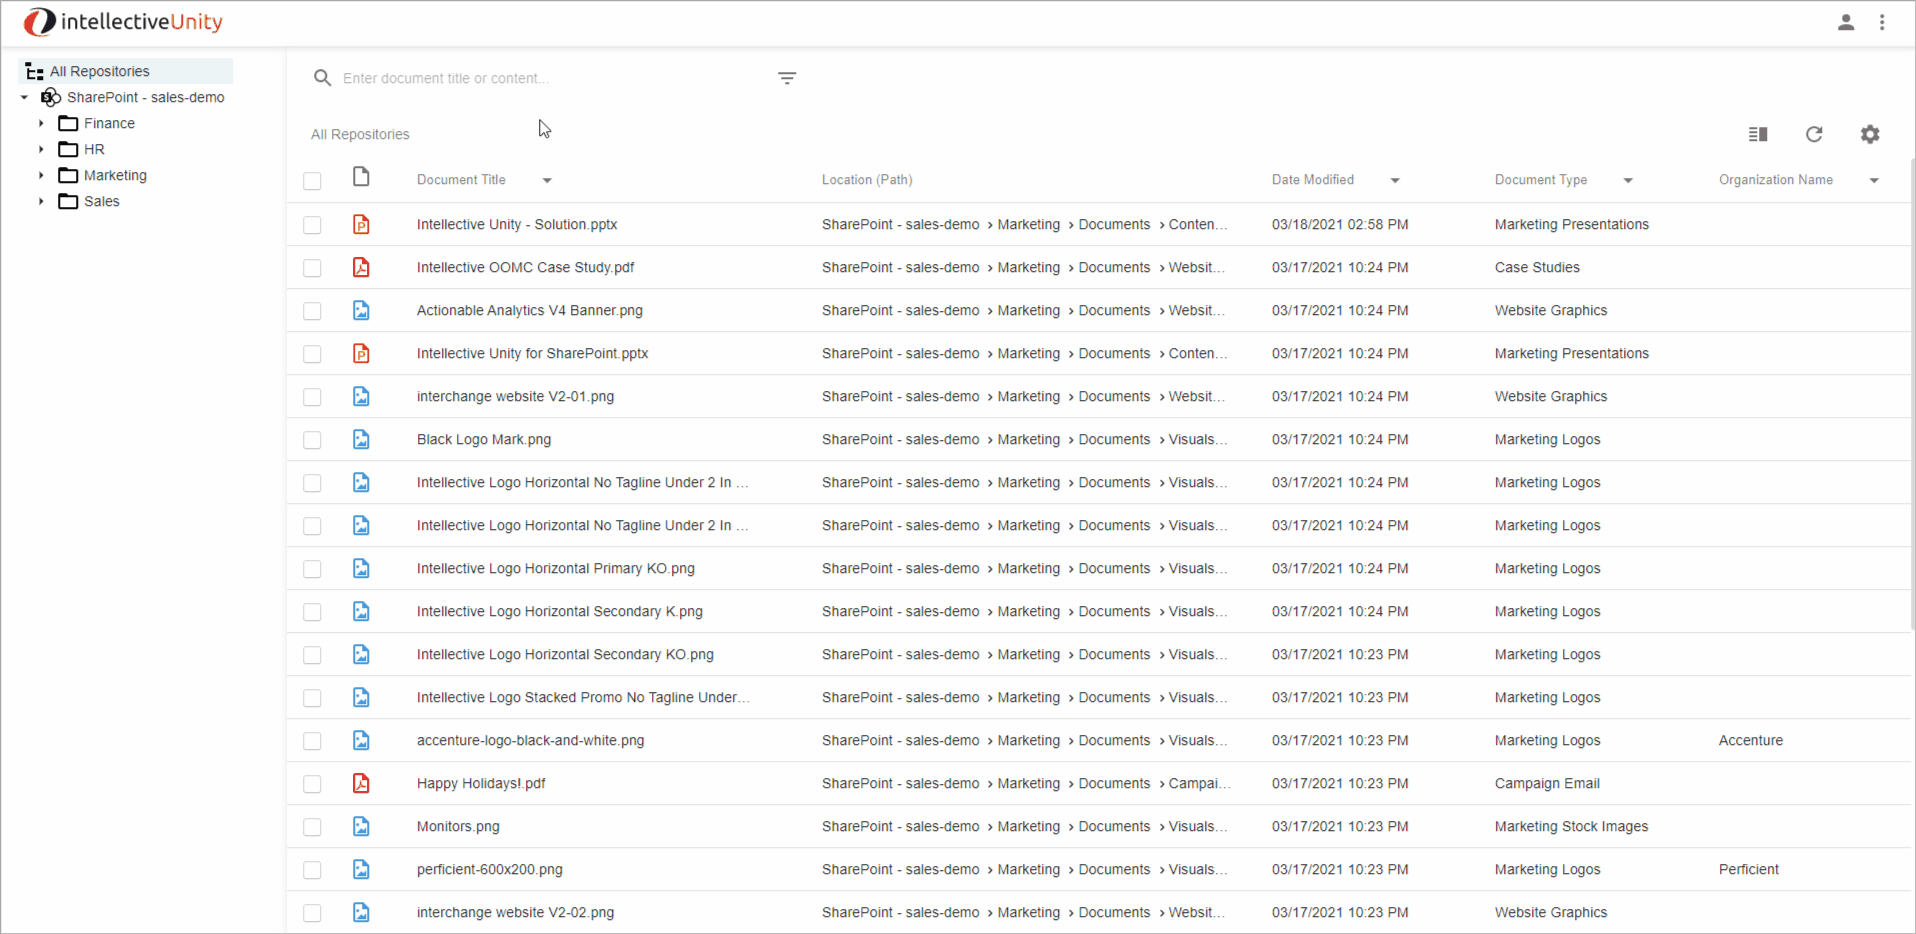 intellectiveUnity
All Repositories
SharePoint - sales-demo
Finance
HR
Marketing
Sales
Enter document title or content...
All Repositories
Document Title Location (Path) Date Modified Document Type Organization Name
Intellective Unity - Solution.pptx SharePoint - sales-demo › Marketing › Documents › Conten... 03/18/2021 02:58 PM Marketing Presentations
Intellective OOMC Case Study.pdf SharePoint - sales-demo › Marketing › Documents › Websit... 03/17/2021 10:24 PM Case Studies
Actionable Analytics V4 Banner.png SharePoint - sales-demo › Marketing › Documents › Websit... 03/17/2021 10:24 PM Website Graphics
Intellective Unity for SharePoint.pptx SharePoint - sales-demo › Marketing › Documents › Conten... 03/17/2021 10:24 PM Marketing Presentations
interchange website V2-01.png SharePoint - sales-demo › Marketing › Documents › Websit... 03/17/2021 10:24 PM Website Graphics
Black Logo Mark.png SharePoint - sales-demo › Marketing › Documents › Visuals... 03/17/2021 10:24 PM Marketing Logos
Intellective Logo Horizontal No Tagline Under 2 In ... SharePoint - sales-demo › Marketing › Documents › Visuals... 03/17/2021 10:24 PM Marketing Logos
Intellective Logo Horizontal No Tagline Under 2 In ... SharePoint - sales-demo › Marketing › Documents › Visuals... 03/17/2021 10:24 PM Marketing Logos
Intellective Logo Horizontal Primary KO.png SharePoint - sales-demo › Marketing › Documents › Visuals... 03/17/2021 10:24 PM Marketing Logos
Intellective Logo Horizontal Secondary K.png SharePoint - sales-demo › Marketing › Documents › Visuals... 03/17/2021 10:24 PM Marketing Logos
Intellective Logo Horizontal Secondary KO.png SharePoint - sales-demo › Marketing › Documents › Visuals... 03/17/2021 10:23 PM Marketing Logos
Intellective Logo Stacked Promo No Tagline Under... SharePoint - sales-demo › Marketing › Documents › Visuals... 03/17/2021 10:23 PM Marketing Logos
accenture-logo-black-and-white.png SharePoint - sales-demo › Marketing › Documents › Visuals... 03/17/2021 10:23 PM Marketing Logos Accenture
Happy Holidays!.pdf SharePoint - sales-demo › Marketing › Documents › Campai... 03/17/2021 10:23 PM Campaign Email
Monitors.png SharePoint - sales-demo › Marketing › Documents › Visuals... 03/17/2021 10:23 PM Marketing Stock Images
perficient-600x200.png SharePoint - sales-demo › Marketing › Documents › Visuals... 03/17/2021 10:23 PM Marketing Logos Perficient
interchange website V2-02.png SharePoint - sales-demo › Marketing › Documents › Websit... 03/17/2021 10:23 PM Website Graphics